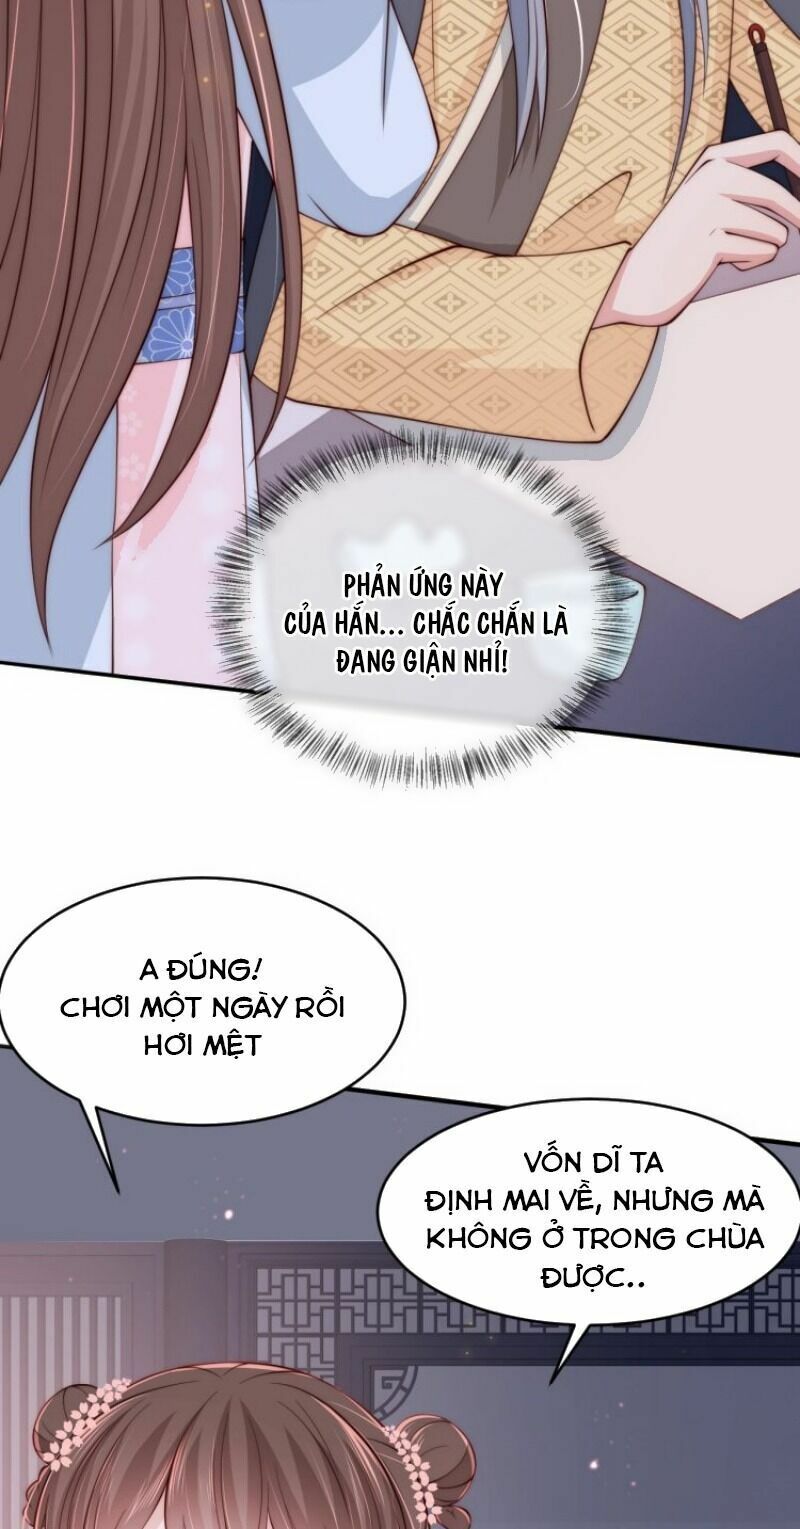 PHẢN ỨNG NÀY
CỦA HẮN... CHẮC CHẮN LÀ
ĐANG GIẬN NHỈ!
A ĐÚNG!
CHƠI MỘT NGÀY RỒI
HƠI MỆT
VỐN DĨ TA
ĐỊNH MAI VỀ, NHƯNG MÀ
KHÔNG Ở TRONG CHÙA
ĐƯỢC..